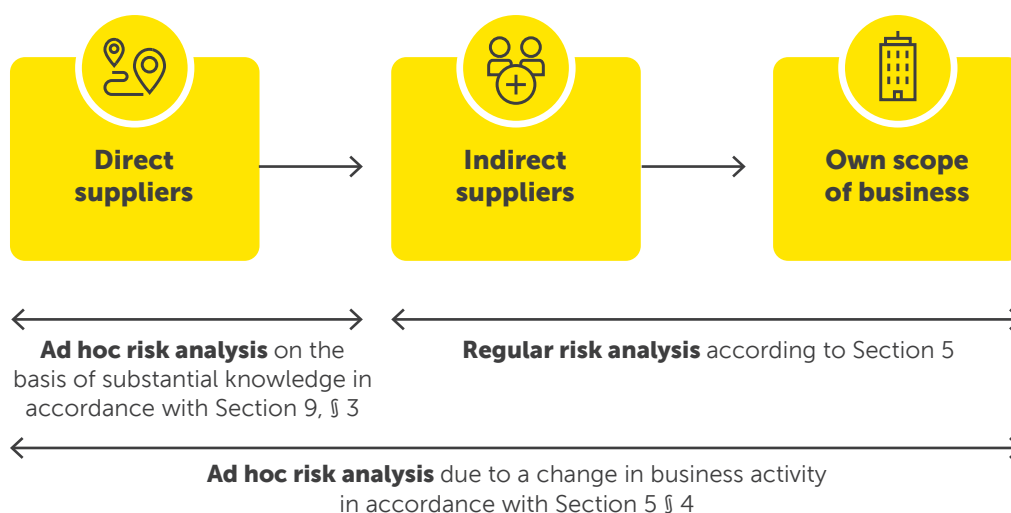 Direct
suppliers
Indirect
suppliers
Own scope
of business
Ad hoc risk analysis on the
basis of substantial knowledge in
accordance with Section 9, § 3
Regular risk analysis according to Section 5
Ad hoc risk analysis due to a change in business activity
in accordance with Section 5 § 4